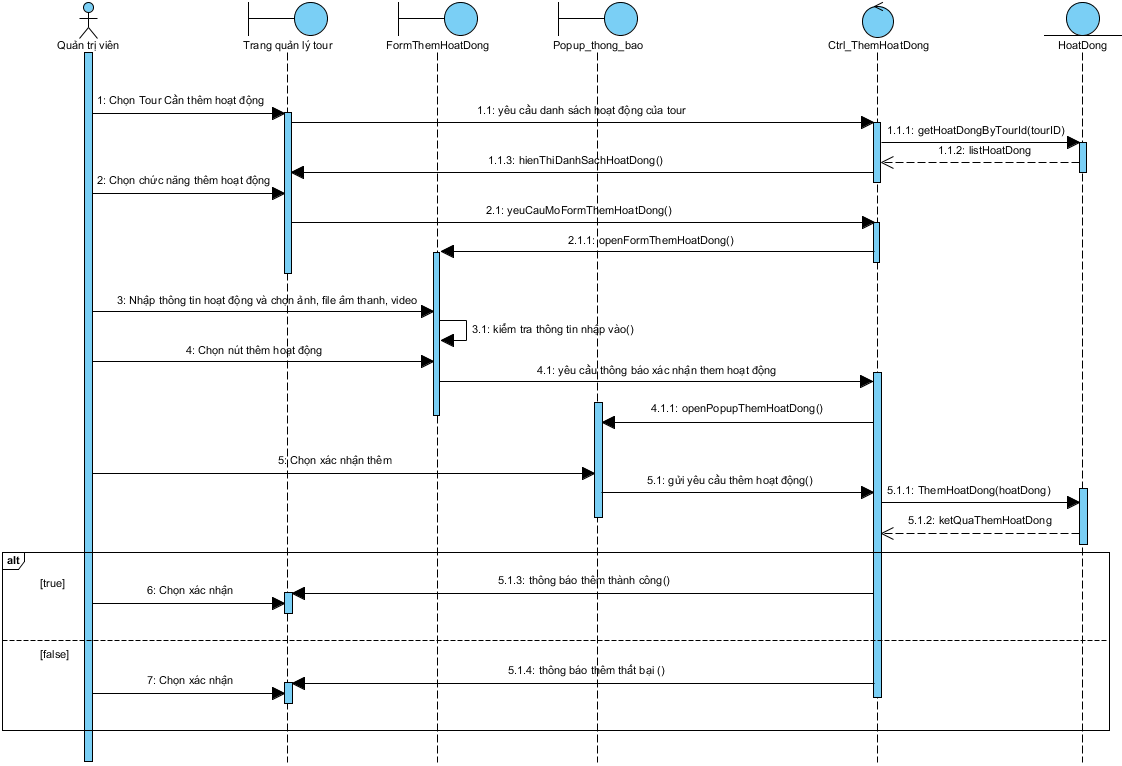 Quản trị viên
Trang quản lý tour
FormThemHoatDong
Popup_thong_bao
Ctrl_ThemHoatDong
HoatDong
1: Chọn Tour Cần thêm hoạt động
1.1: yêu cầu danh sách hoạt động của tour
1.1.1: getHoatDongByTourId(tourID)
1.1.2: listHoatDong
1.1.3: hienThiDanhSachHoatDong()
2: Chọn chức năng thêm hoạt động
2.1: yeuCauMoFormThemHoatDong()
2.1.1: openFormThemHoatDong()
3: Nhập thông tin hoạt động và chọn ảnh, file âm thanh, video
3.1: kiểm tra thông tin nhập vào()
4: Chọn nút thêm hoạt động
4.1: yêu cầu thông báo xác nhận them hoạt động
4.1.1: openPopupThemHoatDong()
5: Chọn xác nhận thêm
5.1: gửi yêu cầu thêm hoạt động()
5.1.1: ThemHoatDong(hoatDong)
5.1.2: ketQuaThemHoatDong
alt
[true]
5.1.3: thông báo thêm thành công()
6: Chọn xác nhận
[false]
5.1.4: thông báo thêm thất bại ()
7: Chọn xác nhận